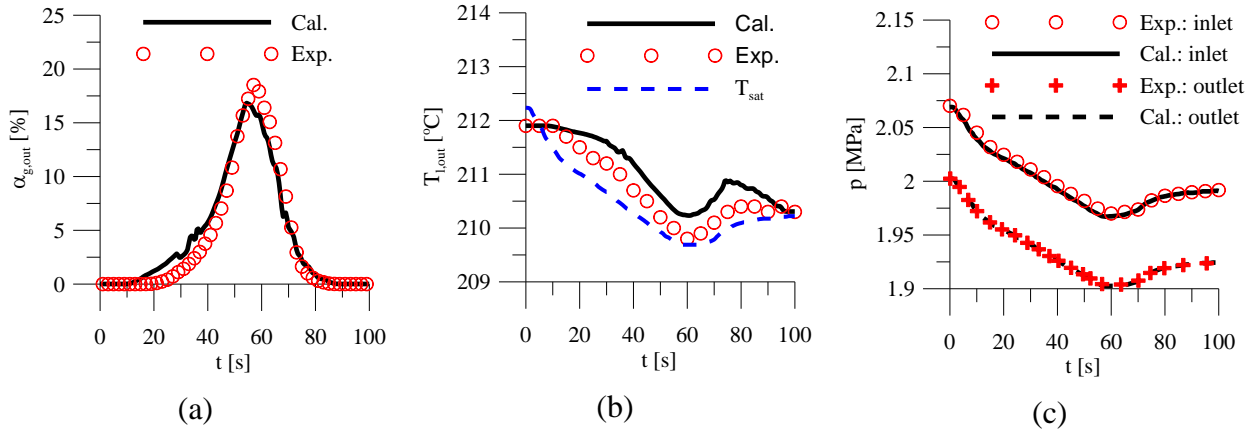 25
20
15
10
5
0
α_g,out [%]
Cal.
Exp.
0 20 40 60 80 100
t [s]
(a)
214
213
212
211
210
209
T_l,out [°C]
Cal.
Exp.
T_sat
0 20 40 60 80 100
t [s]
(b)
2.15
2.1
2.05
2
1.95
1.9
p [MPa]
Exp.: inlet
Cal.: inlet
Exp.: outlet
Cal.: outlet
0 20 40 60 80 100
t [s]
(c)